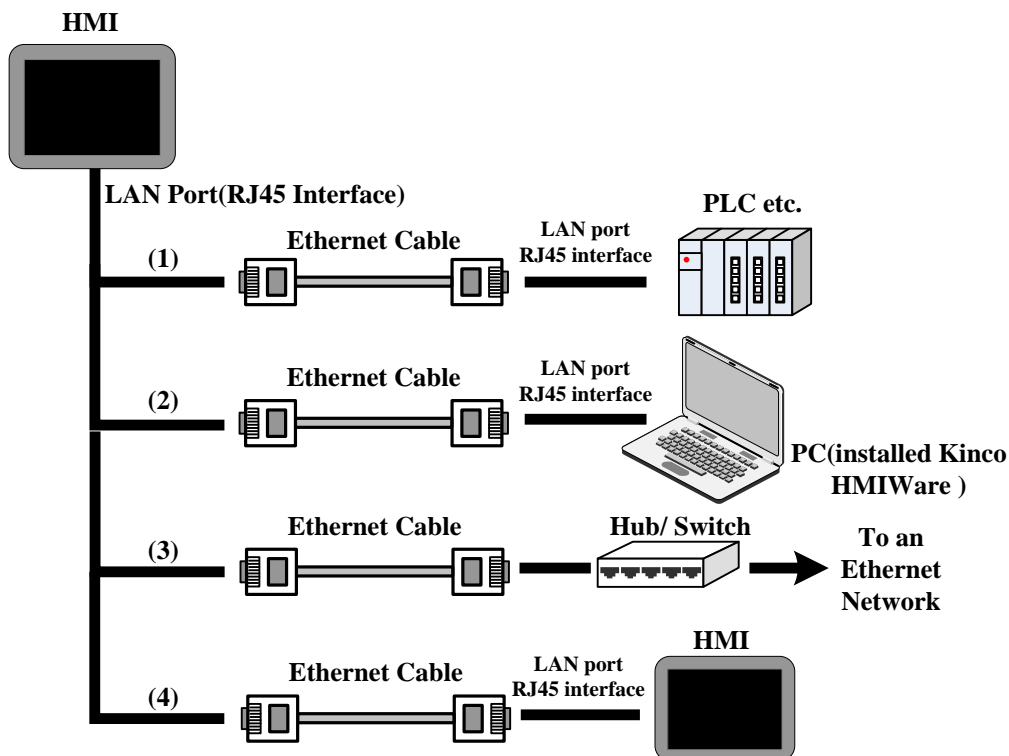 HMI
LAN Port(RJ45 Interface)
(1)
Ethernet Cable
LAN port
RJ45 interface
PLC etc.
(2)
Ethernet Cable
LAN port
RJ45 interface
PC(installed Kinco
HMIWare )
(3)
Ethernet Cable
Hub/ Switch
To an
Ethernet
Network
(4)
Ethernet Cable
LAN port
RJ45 interface
HMI